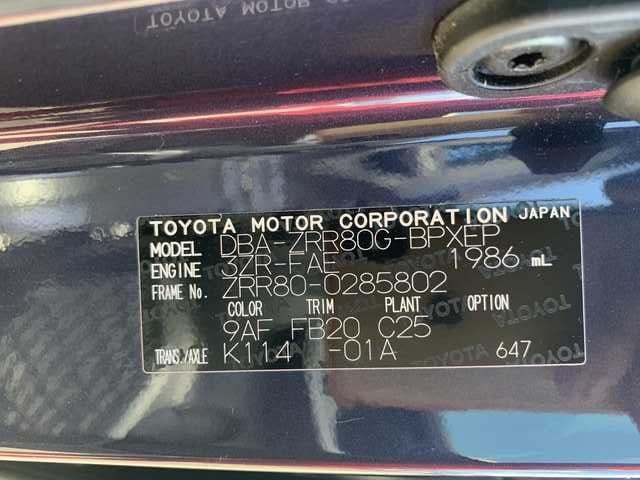 TOYOTA MOTOR CORPORATION JAPAN
MODEL DBA-ZRR80G-BPXEP
ENGINE 3ZR-FAE 1986 mL
FRAME No. ZRR80-0285802
COLOR TRIM PLANT OPTION
9AF FB20 C25
TRANS./AXLE K114 -01A 647